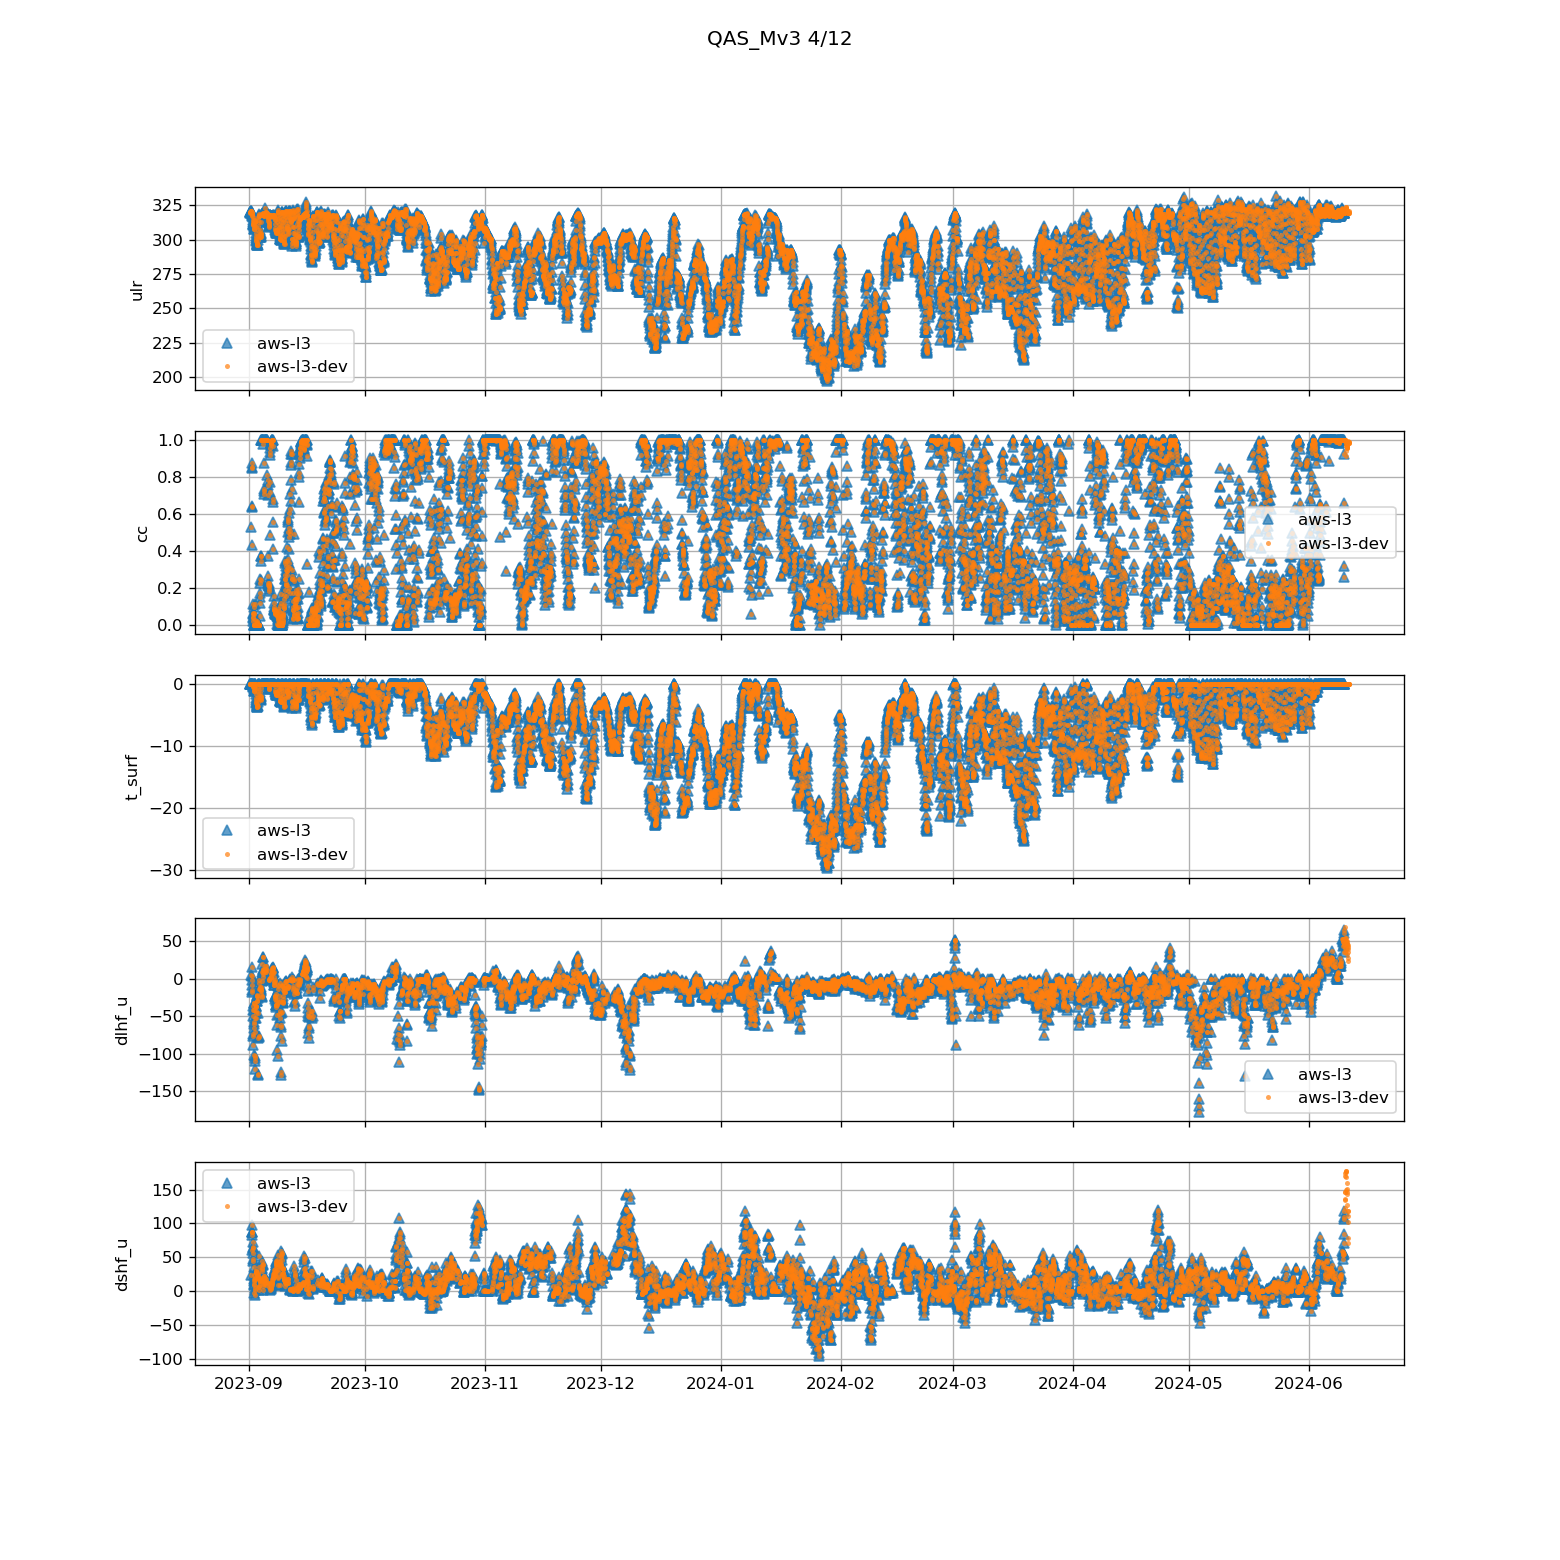 QAS_Mv3 4/12
325
300
275
250
225
200
ulr
aws-l3
aws-l3-dev
1.0
0.8
0.6
0.4
0.2
0.0
cc
aws-l3
aws-l3-dev
0
−10
−20
−30
t_surf
aws-l3
aws-l3-dev
50
0
−50
−100
−150
dlhf_u
aws-l3
aws-l3-dev
150
100
50
0
−50
−100
dshf_u
aws-l3
aws-l3-dev
2023-09 2023-10 2023-11 2023-12 2024-01 2024-02 2024-03 2024-04 2024-05 2024-06